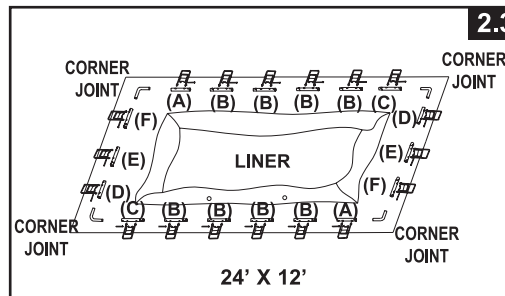 2.3
CORNER JOINT
CORNER JOINT
(A) (B) (B) (B) (B) (C)
(F) (D)
(E) LINER (E)
(D) (F)
(C) (B) (B) (B) (B) (A)
CORNER JOINT
CORNER JOINT
24' X 12'